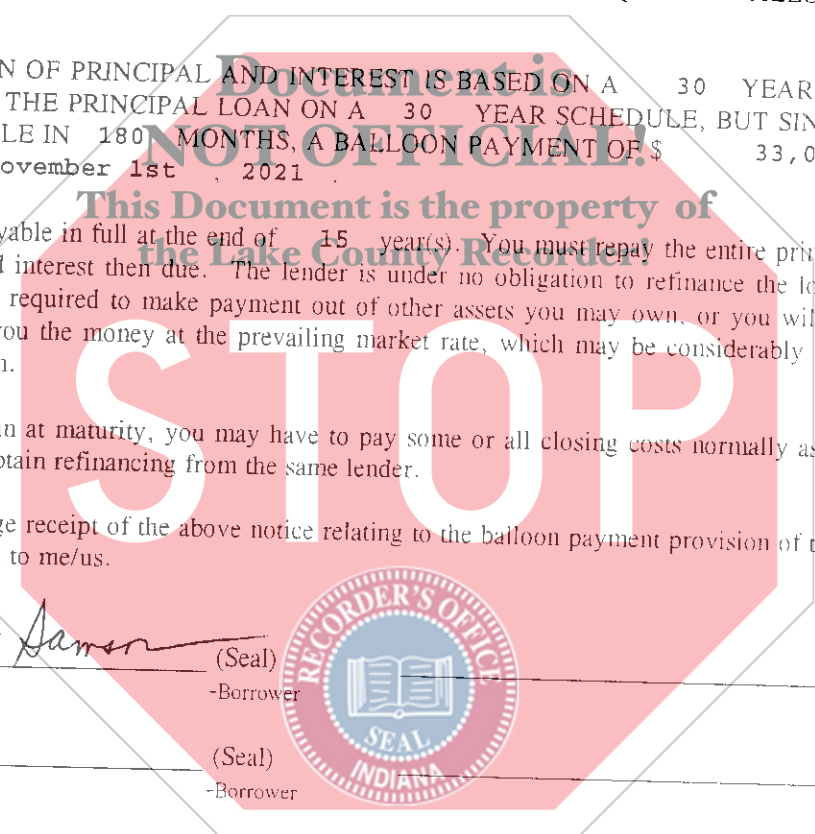 N OF PRINCIPAL AND INTEREST IS BASED ON A 30 YEAR
THE PRINCIPAL LOAN ON A 30 YEAR SCHEDULE, BUT SIN
LE IN 180 MONTHS, A BALLOON PAYMENT OF $ 33,0
ovember 1st , 2021 .
Document is
NOT OFFICIAL!
This Document is the property of
the Lake County Recorder!
yable in full at the end of 15 year(s). You must repay the entire prin
l interest then due. The lender is under no obligation to refinance the lo
required to make payment out of other assets you may own, or you wil
you the money at the prevailing market rate, which may be considerably
n.
STOP
an at maturity, you may have to pay some or all closing costs normally as
btain refinancing from the same lender.
ge receipt of the above notice relating to the balloon payment provision of t
to me/us.
Samson (Seal)
-Borrower
(Seal)
-Borrower
RECORDER'S OFFICE
SEAL
INDIANA